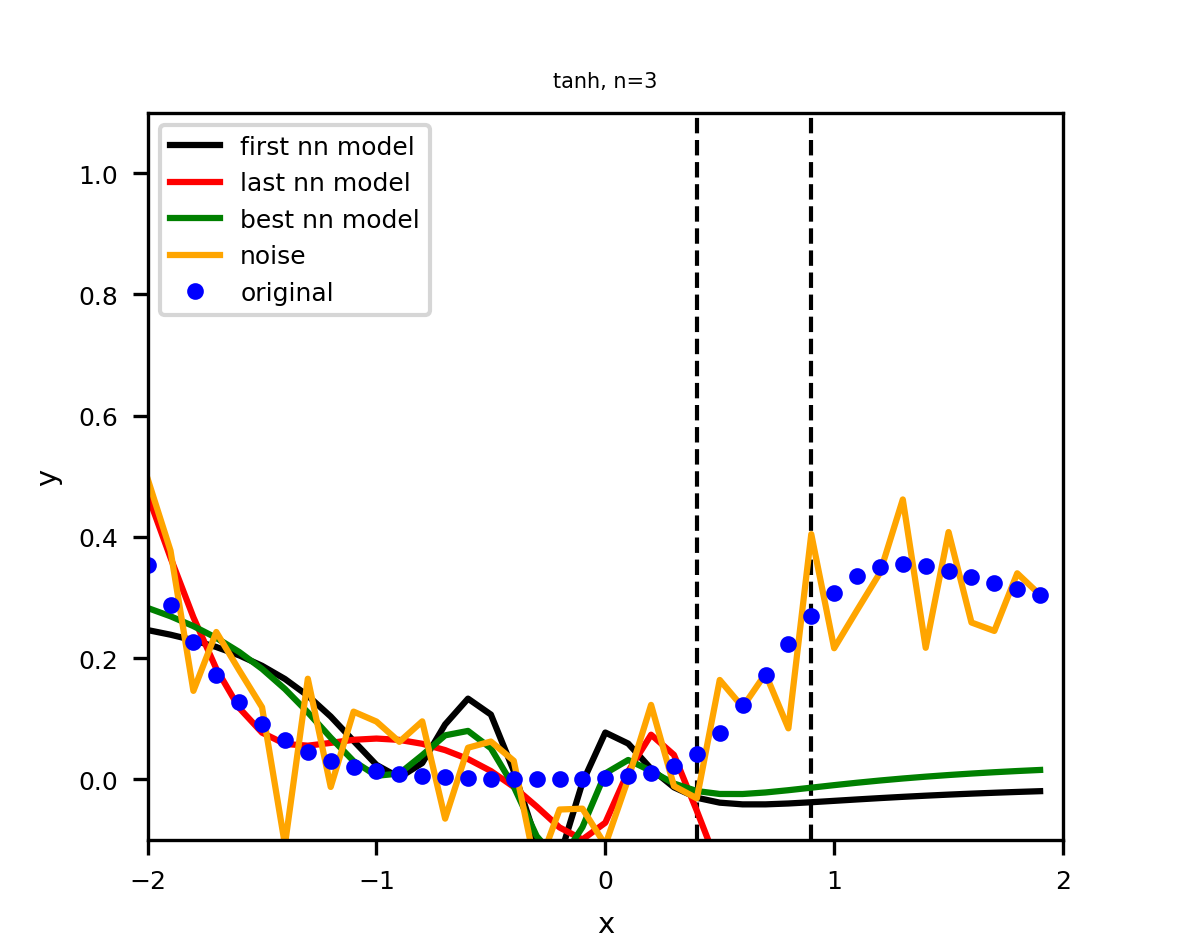 tanh, n=3
first nn model
last nn model
best nn model
noise
original
1.0
0.8
0.6
0.4
0.2
0.0
y
−2
−1
0
1
2
x